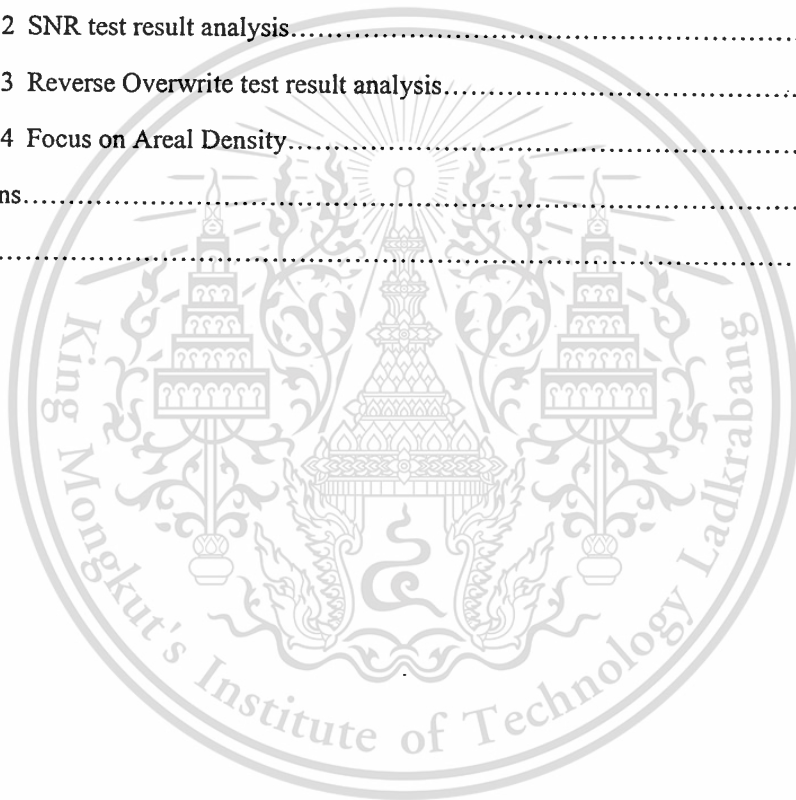 2 SNR test result analysis................................................................
3 Reverse Overwrite test result analysis................................................
4 Focus on Areal Density................................................................
ns................................................................................................
................................................................................................
King Mongkut's Institute of Technology Ladkrabang